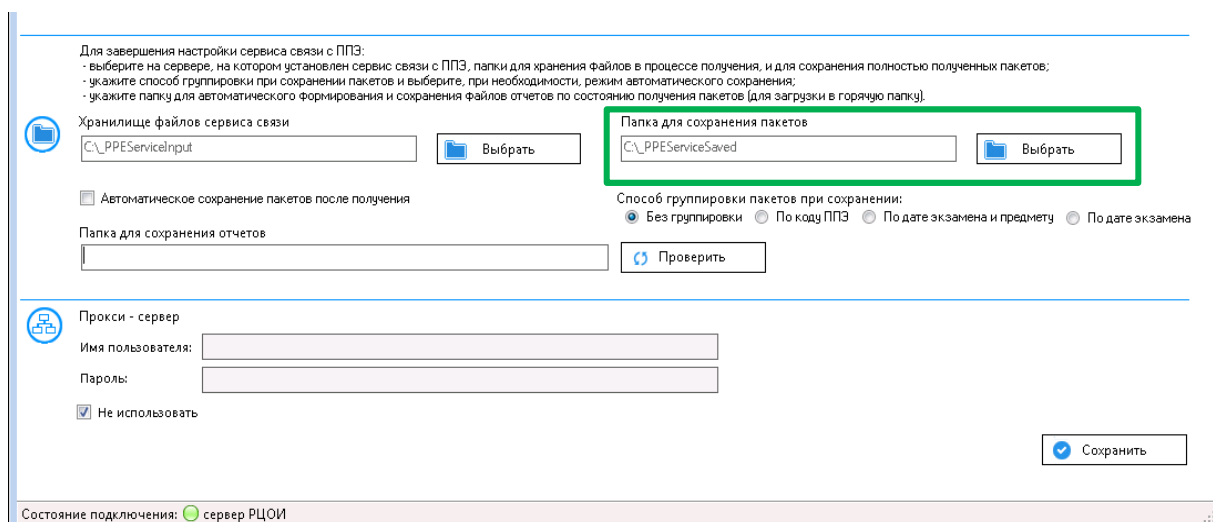 Для завершения настройки сервиса связи с ППЭ:
- выберите на сервере, на котором установлен сервис связи с ППЭ, папки для хранения файлов в процессе получения, и для сохранения полностью полученных пакетов;
- укажите способ группировки при сохранении пакетов и выберите, при необходимости, режим автоматического сохранения;
- укажите папку для автоматического формирования и сохранения файлов отчетов по состоянию получения пакетов (для загрузки в горячую папку).
Хранилище файлов сервиса связи
C:\_PPEServiceInput
Выбрать
Папка для сохранения пакетов
C:\_PPEServiceSaved
Выбрать
Автоматическое сохранение пакетов после получения
Способ группировки пакетов при сохранении:
Без группировки По коду ППЭ По дате экзамена и предмету По дате экзамена
Папка для сохранения отчетов
Проверить
Прокси - сервер
Имя пользователя:
Пароль:
Не использовать
Сохранить
Состояние подключения: сервер РЦОИ